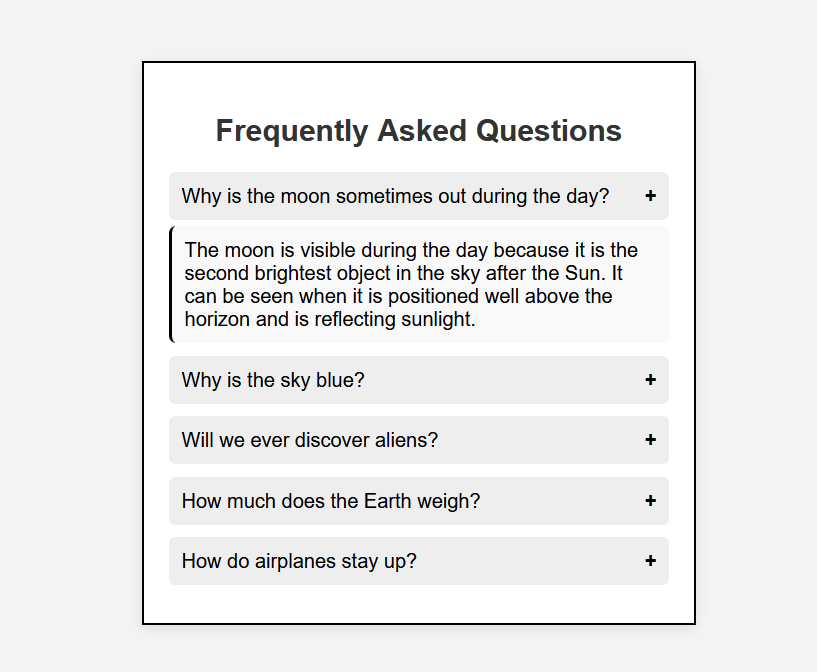 Frequently Asked Questions
Why is the moon sometimes out during the day? +
The moon is visible during the day because it is the
second brightest object in the sky after the Sun. It
can be seen when it is positioned well above the
horizon and is reflecting sunlight.
Why is the sky blue? +
Will we ever discover aliens? +
How much does the Earth weigh? +
How do airplanes stay up? +